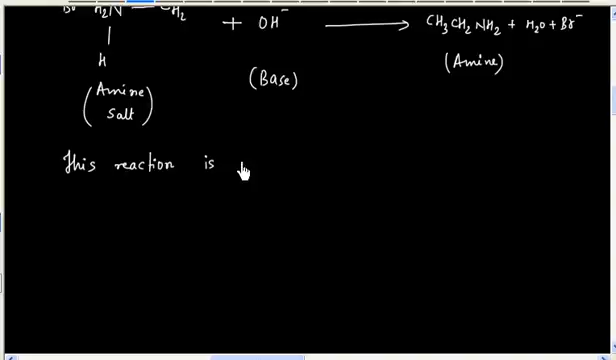 H₂N — CH₂ + OH⁻ → CH₃CH₂NH₂ + H₂O + Br⁻
H
(Amine Salt) (Base) (Amine)
This reaction is